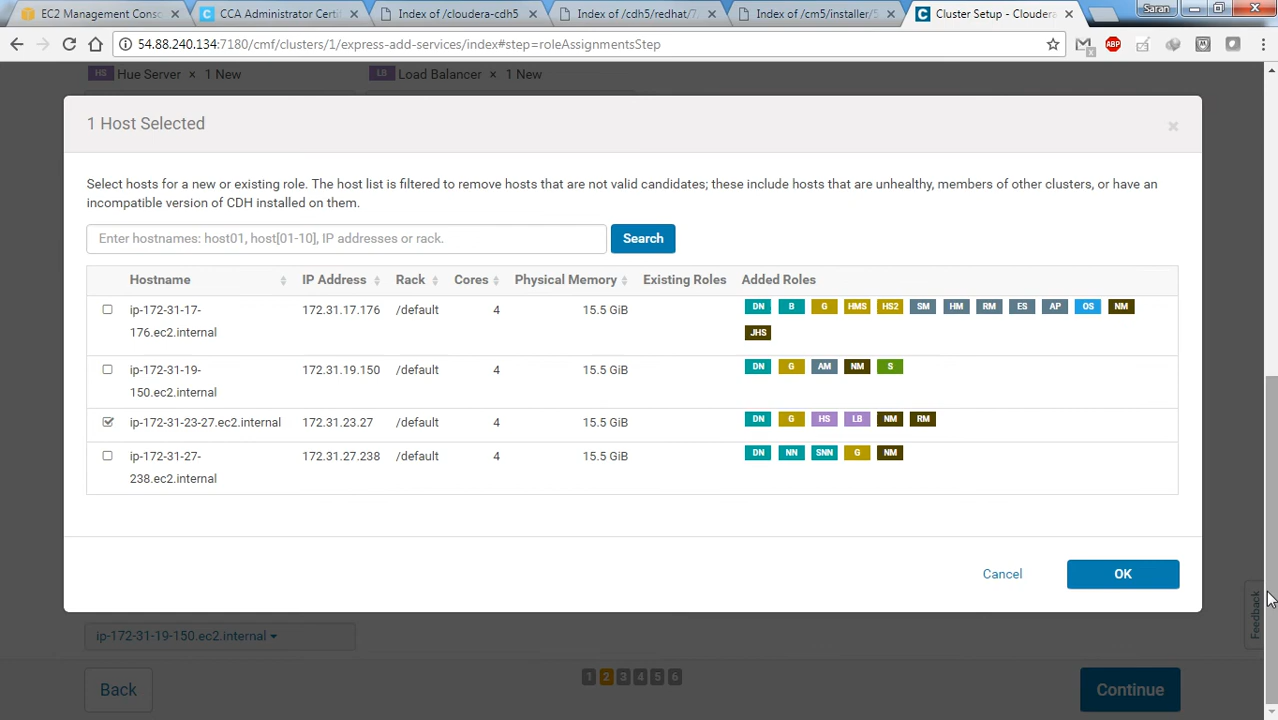 EC2 Management Consc
CCA Administrator Certi
Index of /cloudera-cdh5
Index of /cdh5/redhat/7
Index of /cm5/installer/5
Cluster Setup - Cloudera
Saran
54.88.240.134:7180/cmf/clusters/1/express-add-services/index#step=roleAssignmentsStep
ABP
HS Hue Server × 1 New
LB Load Balancer × 1 New
1 Host Selected
×
Select hosts for a new or existing role. The host list is filtered to remove hosts that are not valid candidates; these include hosts that are unhealthy, members of other clusters, or have an
incompatible version of CDH installed on them.
Enter hostnames: host01, host[01-10], IP addresses or rack.
Search
Hostname IP Address Rack Cores Physical Memory Existing Roles Added Roles
ip-172-31-17- 172.31.17.176 /default 4 15.5 GiB DN B G HMS HS2 SM HM RM ES AP OS NM
176.ec2.internal JHS
ip-172-31-19- 172.31.19.150 /default 4 15.5 GiB DN G AM NM S
150.ec2.internal
ip-172-31-23-27.ec2.internal 172.31.23.27 /default 4 15.5 GiB DN G HS LB NM RM
ip-172-31-27- 172.31.27.238 /default 4 15.5 GiB DN NN SNN G NM
238.ec2.internal
Cancel
OK
Feedback
ip-172-31-19-150.ec2.internal
Back
1 2 3 4 5 6
Continue